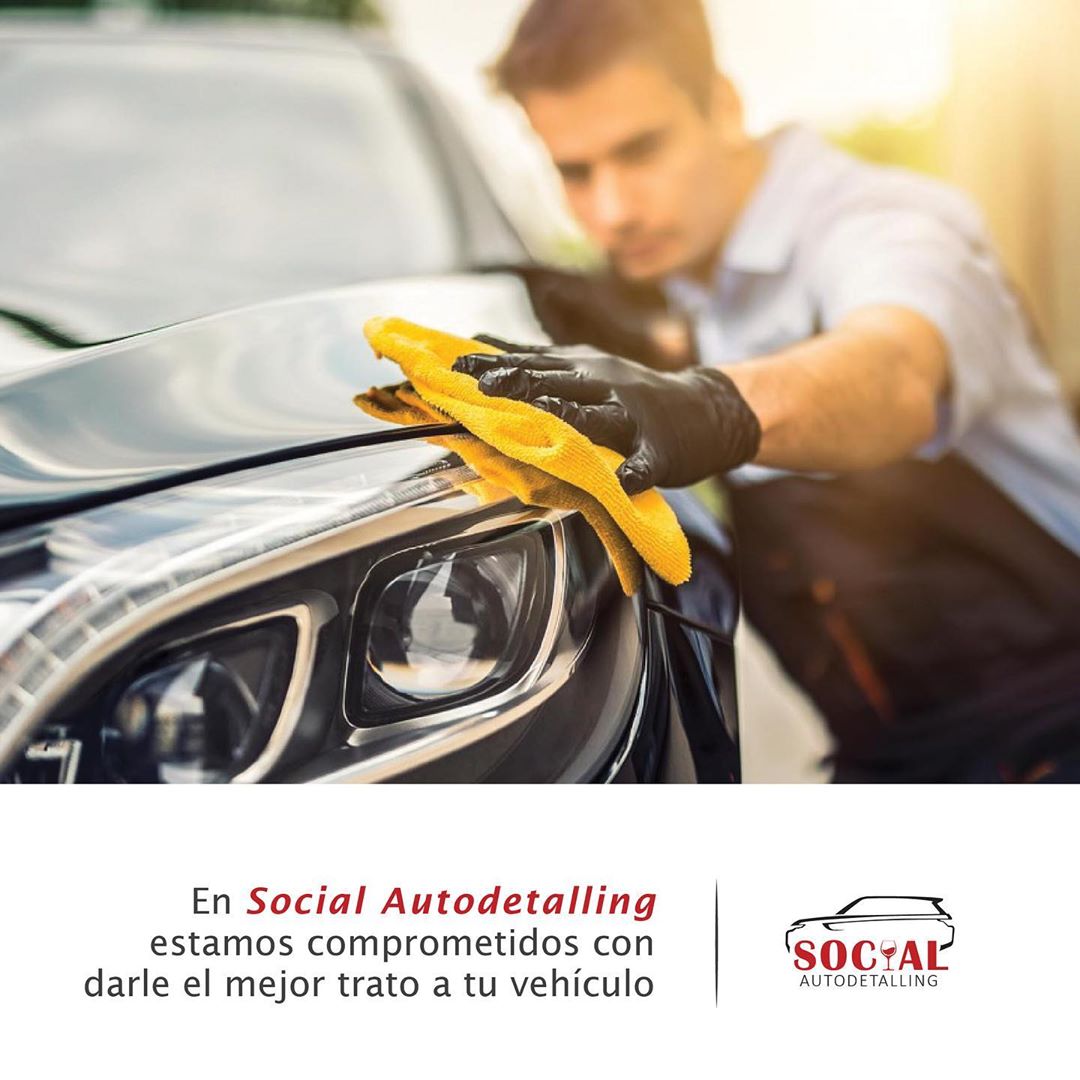 En Social Autodetalling
estamos comprometidos con
darle el mejor trato a tu vehículo
SOCIAL
AUTODETALLING